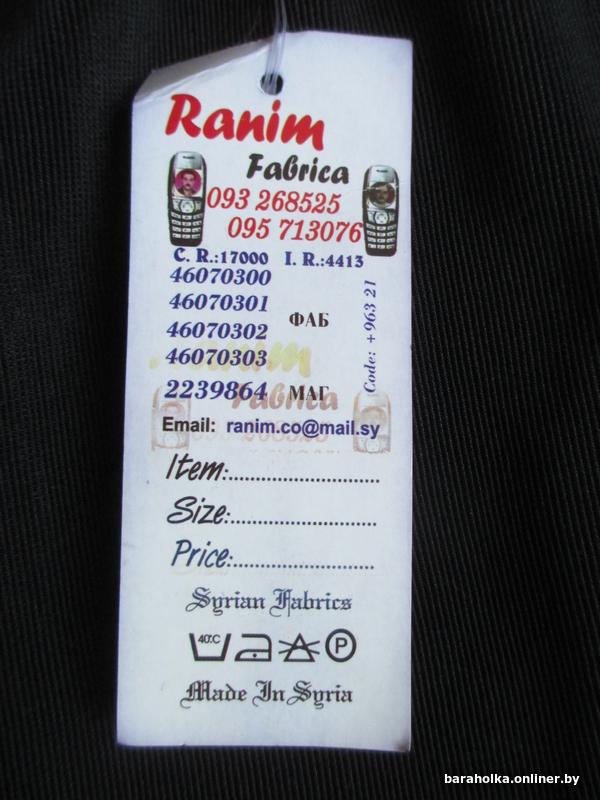 Ranim
Fabrica
093 268525
095 713076
C. R.:17000 I. R.:4413
46070300
46070301
46070302
46070303
ФАБ
Code: +963 21
2239864 МАГ
Email: ranim.co@mail.sy
Item:..............................
Size:..............................
Price:..............................
Syrian Fabrics
40°C P
Made In Syria
baraholka.onliner.by